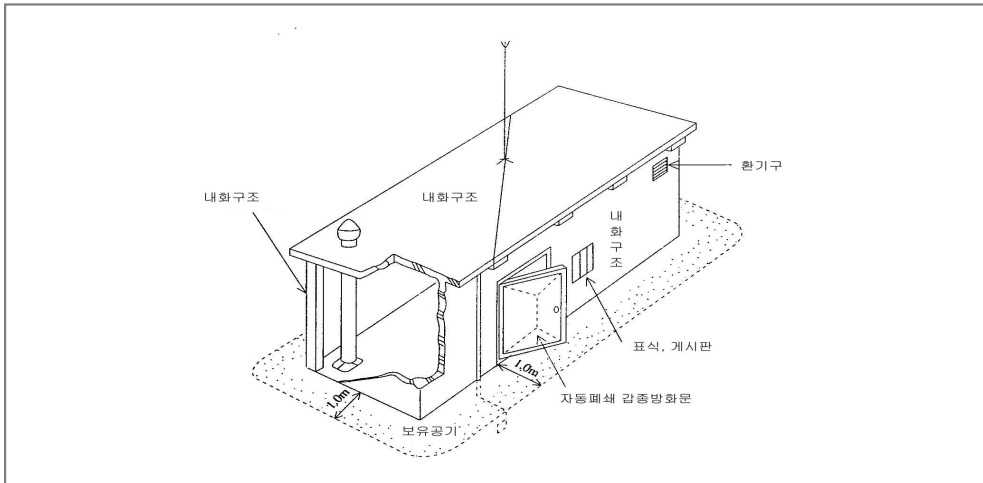 환기구
내화구조
내화구조
내
화
구
조
표식, 게시판
1.0m
자동폐쇄 갑종방화문
1.0m
보유공기